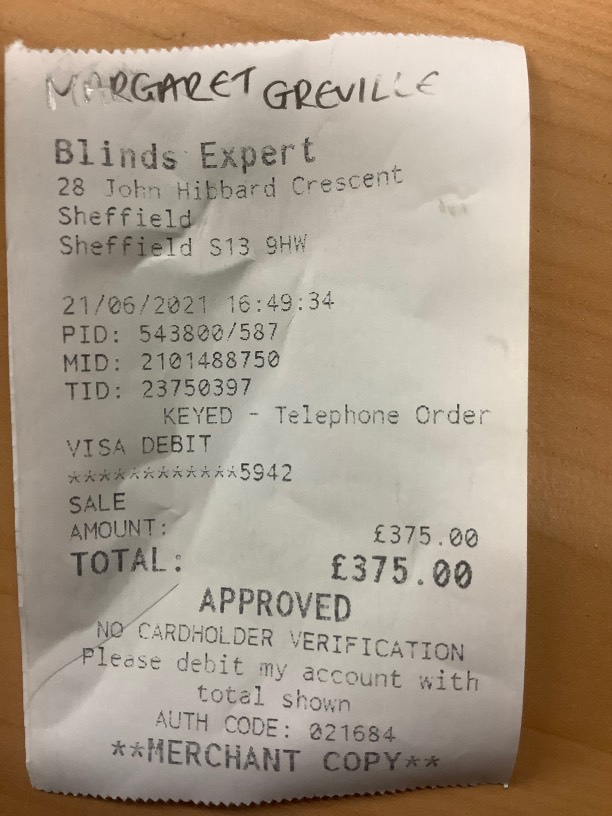 MARGARET GREVILLE
Blinds Expert
28 John Hibbard Crescent
Sheffield
Sheffield S13 9HW
21/06/2021 16:49:34
PID: 543800/587
MID: 2101488750
TID: 23750397
KEYED - Telephone Order
VISA DEBIT
************5942
SALE
AMOUNT: £375.00
TOTAL: £375.00
APPROVED
NO CARDHOLDER VERIFICATION
Please debit my account with
total shown
AUTH CODE: 021684
**MERCHANT COPY**